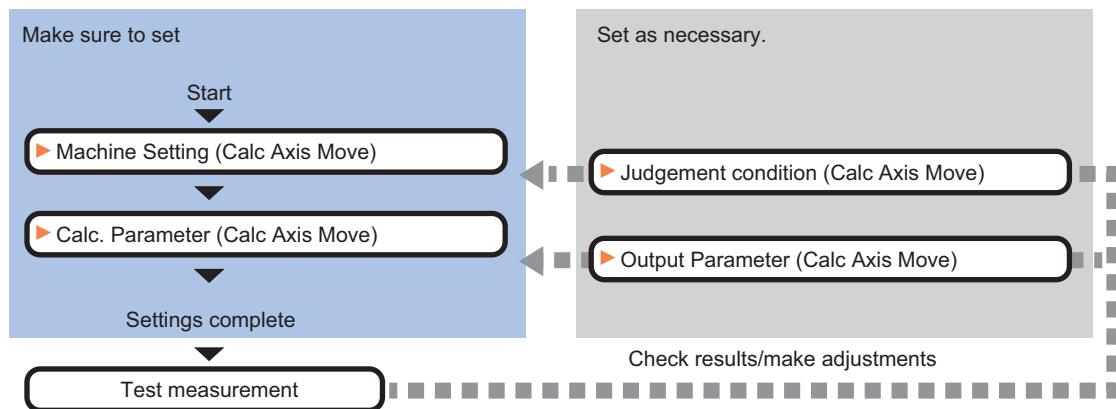 Make sure to set
Start
Machine Setting (Calc Axis Move)
Calc. Parameter (Calc Axis Move)
Settings complete
Test measurement
Set as necessary.
Judgement condition (Calc Axis Move)
Output Parameter (Calc Axis Move)
Check results/make adjustments